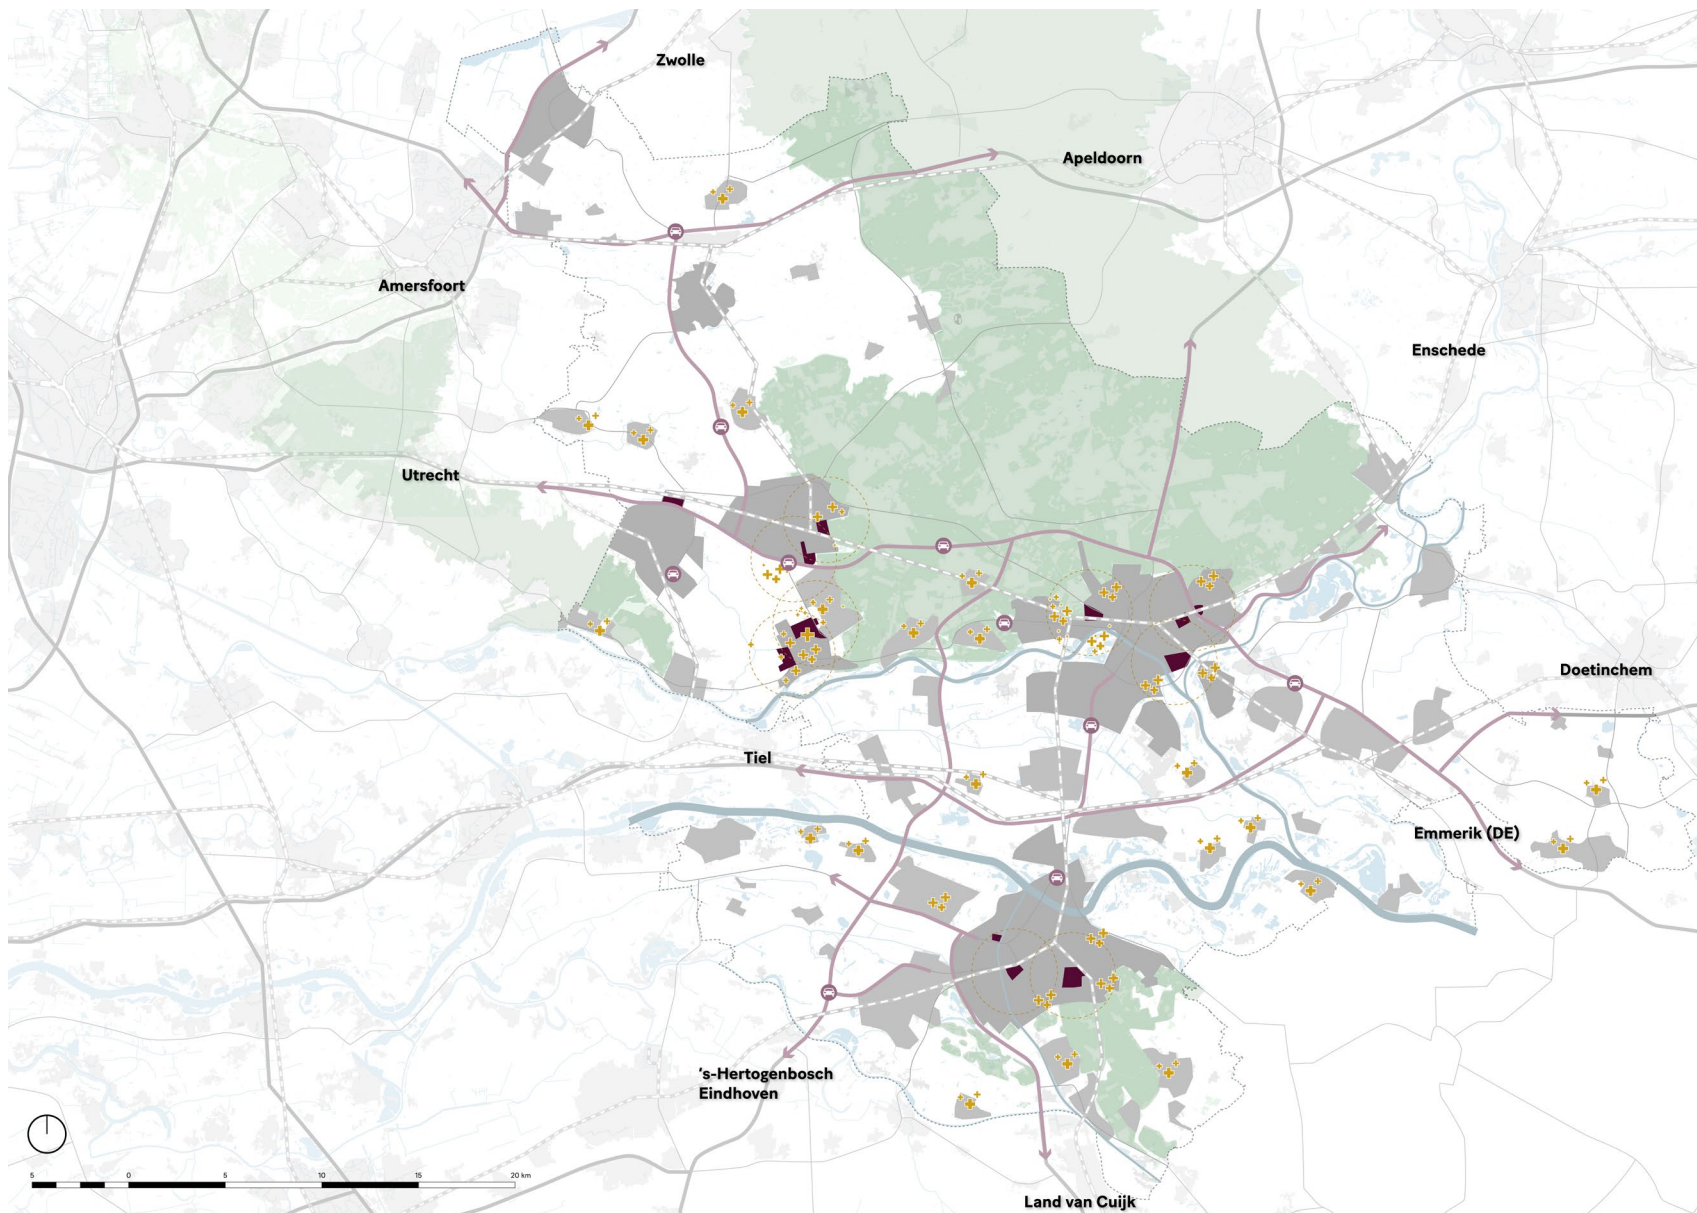 Zwolle
Apeldoorn
Amersfoort
Enschede
Utrecht
Doetinchem
Tiel
Emmerik (DE)
's-Hertogenbosch
Eindhoven
5 0 5 10 15 20 km
Land van Cuijk